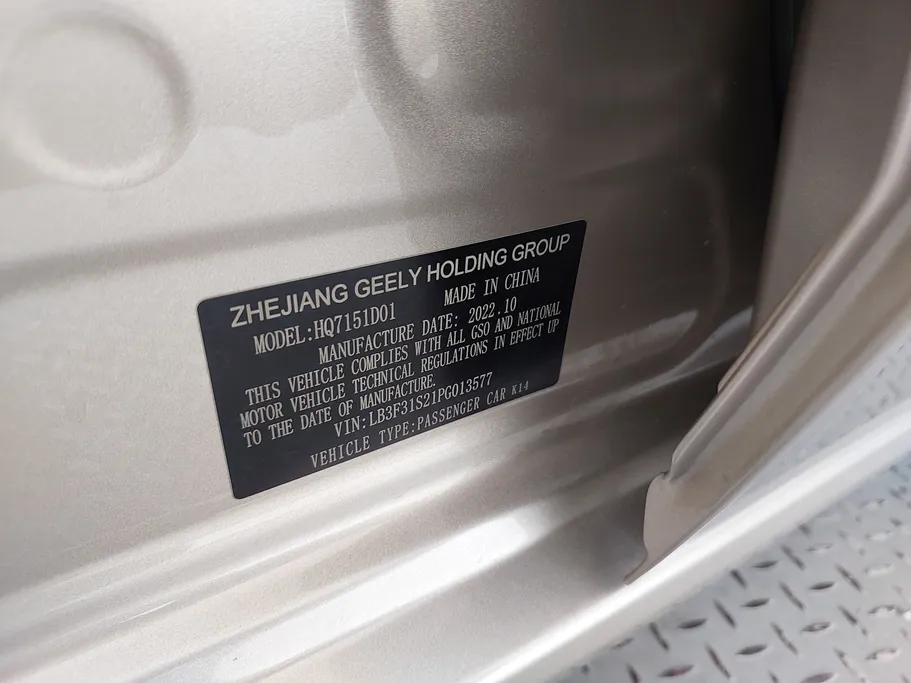 ZHEJIANG GEELY HOLDING GROUP
MODEL:HQ7151D01 MADE IN CHINA
MANUFACTURE DATE: 2022.10
THIS VEHICLE COMPLIES WITH ALL GSO AND NATIONAL
MOTOR VEHICLE TECHNICAL REGULATIONS IN EFFECT UP
TO THE DATE OF MANUFACTURE.
VIN:LB3F31S21PG013577
VEHICLE TYPE:PASSENGER CAR K14